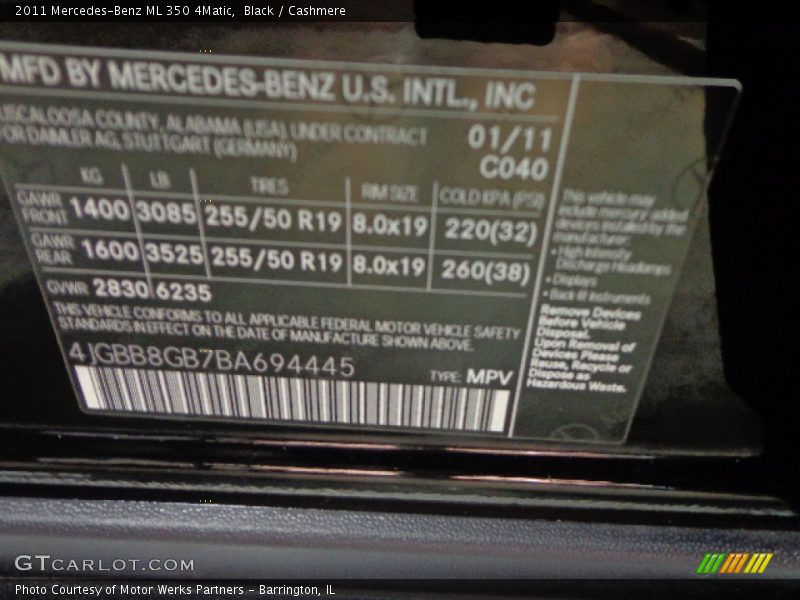 2011 Mercedes-Benz ML 350 4Matic, Black / Cashmere
MFD BY MERCEDES-BENZ U.S. INTL., INC
USCALOOSA COUNTY, ALABAMA (USA), UNDER CONTRACT
FOR DAIMLER AG, STUTTGART (GERMANY)
01/11
C040
KG LB TIRES RIM SIZE COLD KPA (PSI)
GAWR FRONT 1400 3085 255/50 R19 8.0x19 220(32)
GAWR REAR 1600 3525 255/50 R19 8.0x19 260(38)
GVWR 2830 6235
THIS VEHICLE CONFORMS TO ALL APPLICABLE FEDERAL MOTOR VEHICLE SAFETY
STANDARDS IN EFFECT ON THE DATE OF MANUFACTURE SHOWN ABOVE.
4JGBB8GB7BA694445
TYPE: MPV
This vehicle may
include mercury added
devices installed by the
manufacturer:
• High Intensity
Discharge Headlamps
• Displays
• Back lit Instruments
Remove Devices
Before Vehicle
Disposal.
Upon Removal of
Devices Please
Reuse, Recycle or
Dispose as
Hazardous Waste.
GTCARLOT.COM
Photo Courtesy of Motor Werks Partners - Barrington, IL